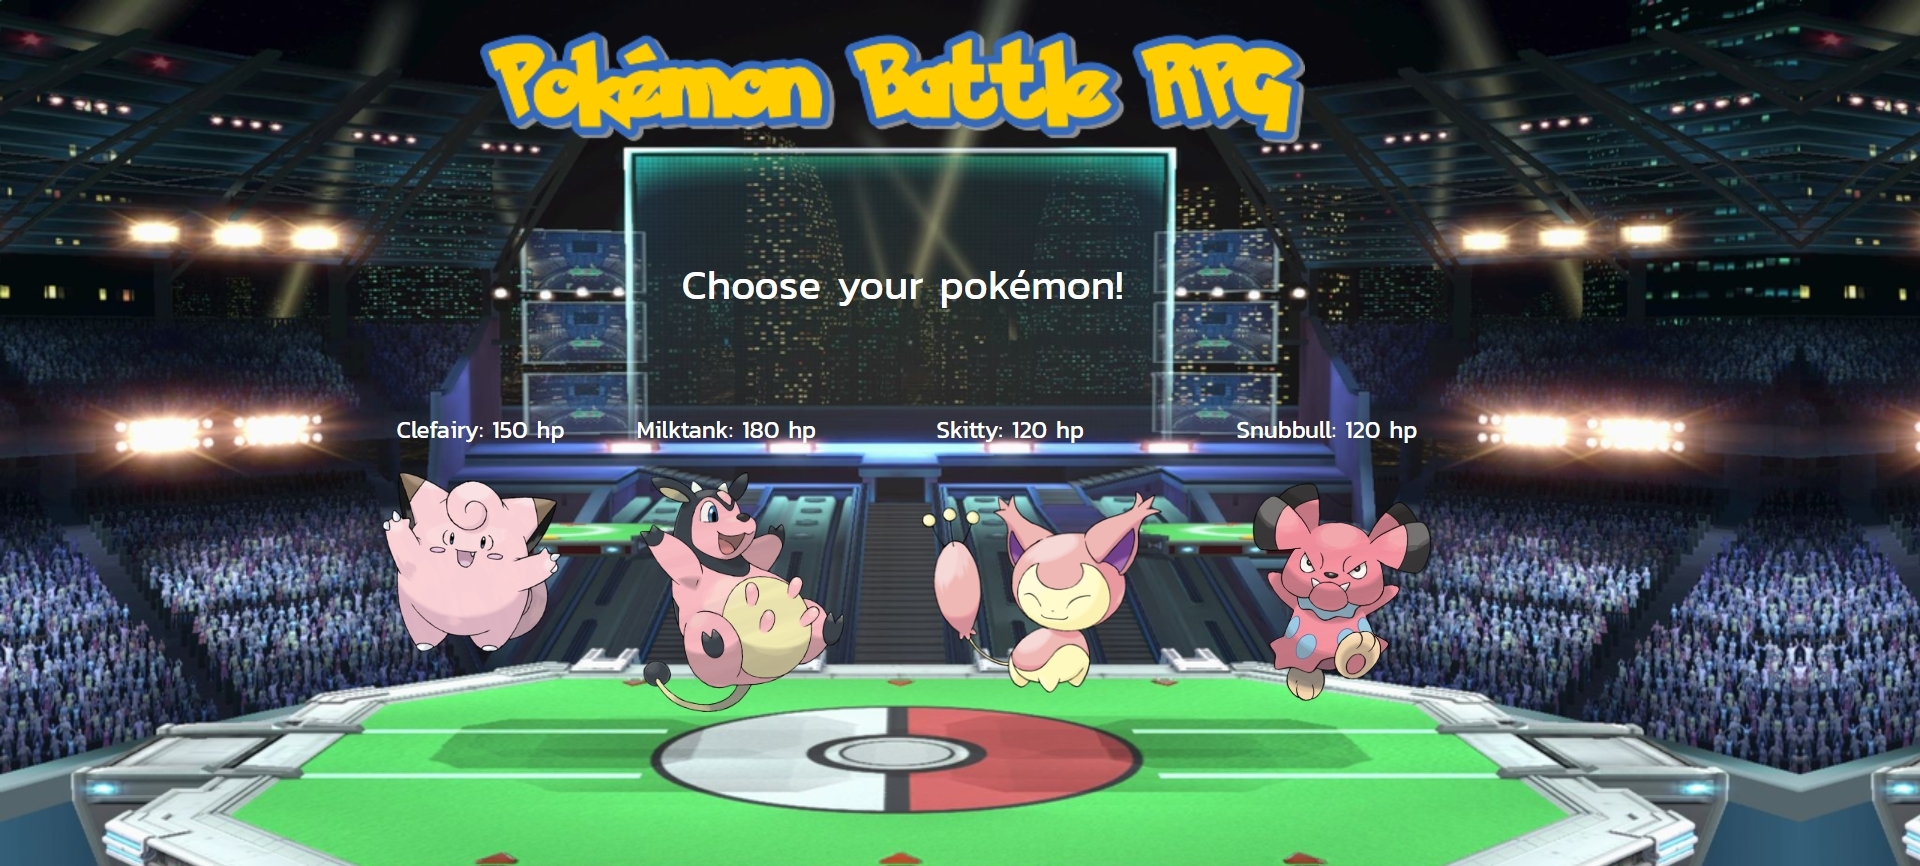 Pokémon Battle RPG
Choose your pokémon!
Clefairy: 150 hp
Milktank: 180 hp
Skitty: 120 hp
Snubbull: 120 hp